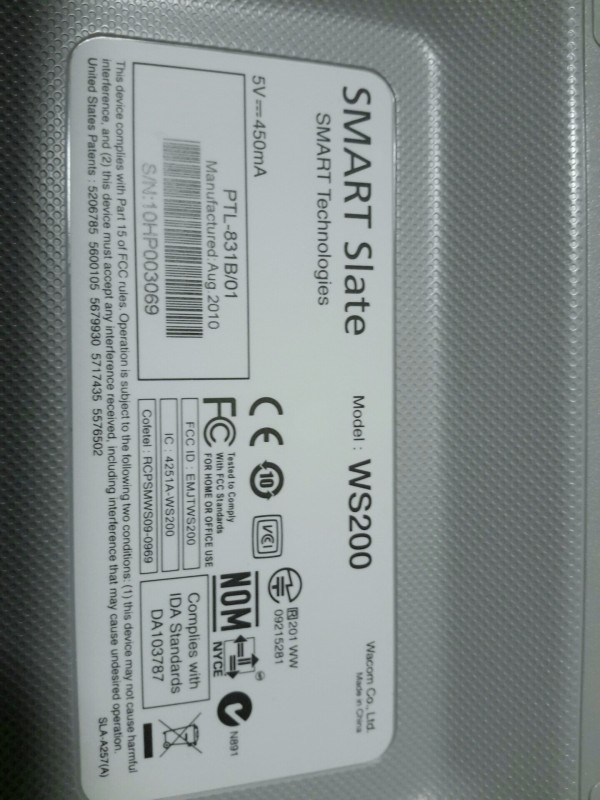 SMART Slate
SMART Technologies
Model : WS200
Wacom Co., Ltd.
Made in China
5V 450mA
PTL-831B/01
Manufactured Aug 2010
S/N:10HP003069
CE
10
VCI
R 201 WW
09215281
FC
Tested to Comply
With FCC Standards
FOR HOME OR OFFICE USE
NOM
NYCE
N891
FCC ID : EMJTWS200
IC : 4251A-WS200
Cofetel : RCPSMWS09-0969
Complies with
IDA Standards
DA103787
This device complies with Part 15 of FCC rules. Operation is subject to the following two conditions: (1) this device may not cause harmful
interference, and (2) this device must accept any interference received, including interference that may cause undesired operation.
United States Patents : 5206785 5600105 5679930 5717435 5576502
SLA-A257(A)